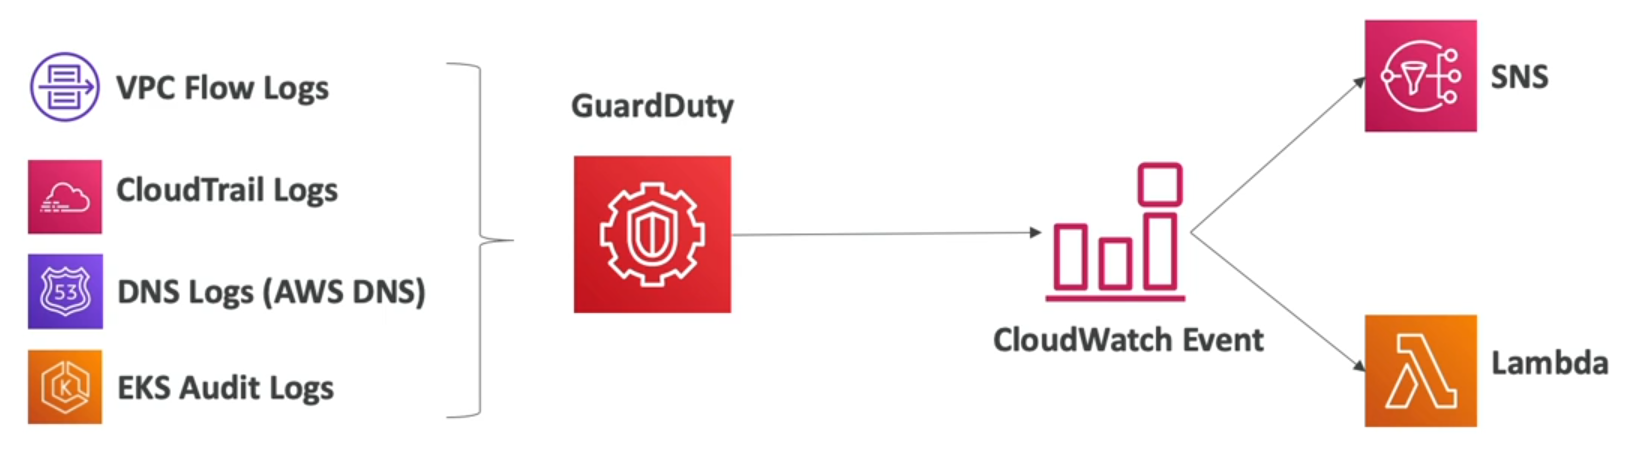 VPC Flow Logs
CloudTrail Logs
53
DNS Logs (AWS DNS)
K
EKS Audit Logs
GuardDuty
CloudWatch Event
SNS
Lambda